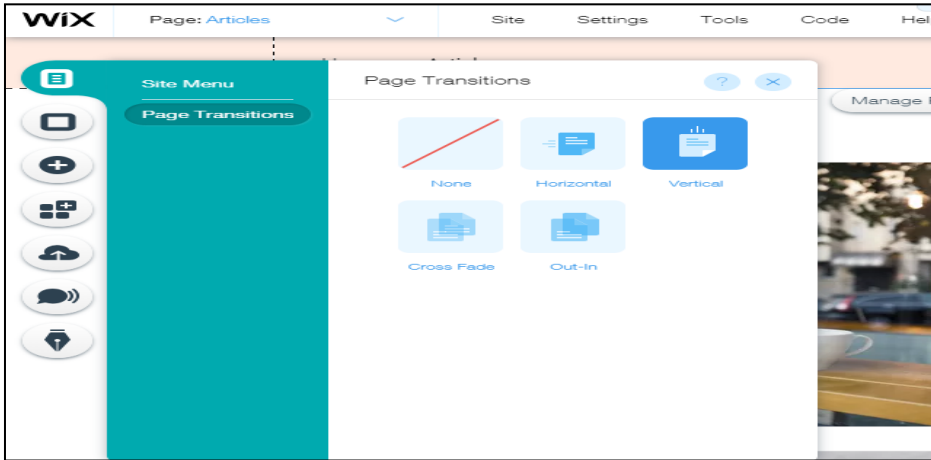 WiX Page: Articles Site Settings Tools Code
Site Menu
Page Transitions
Page Transitions ? ×
Manage
None Horizontal Vertical
Cross Fade Out-In